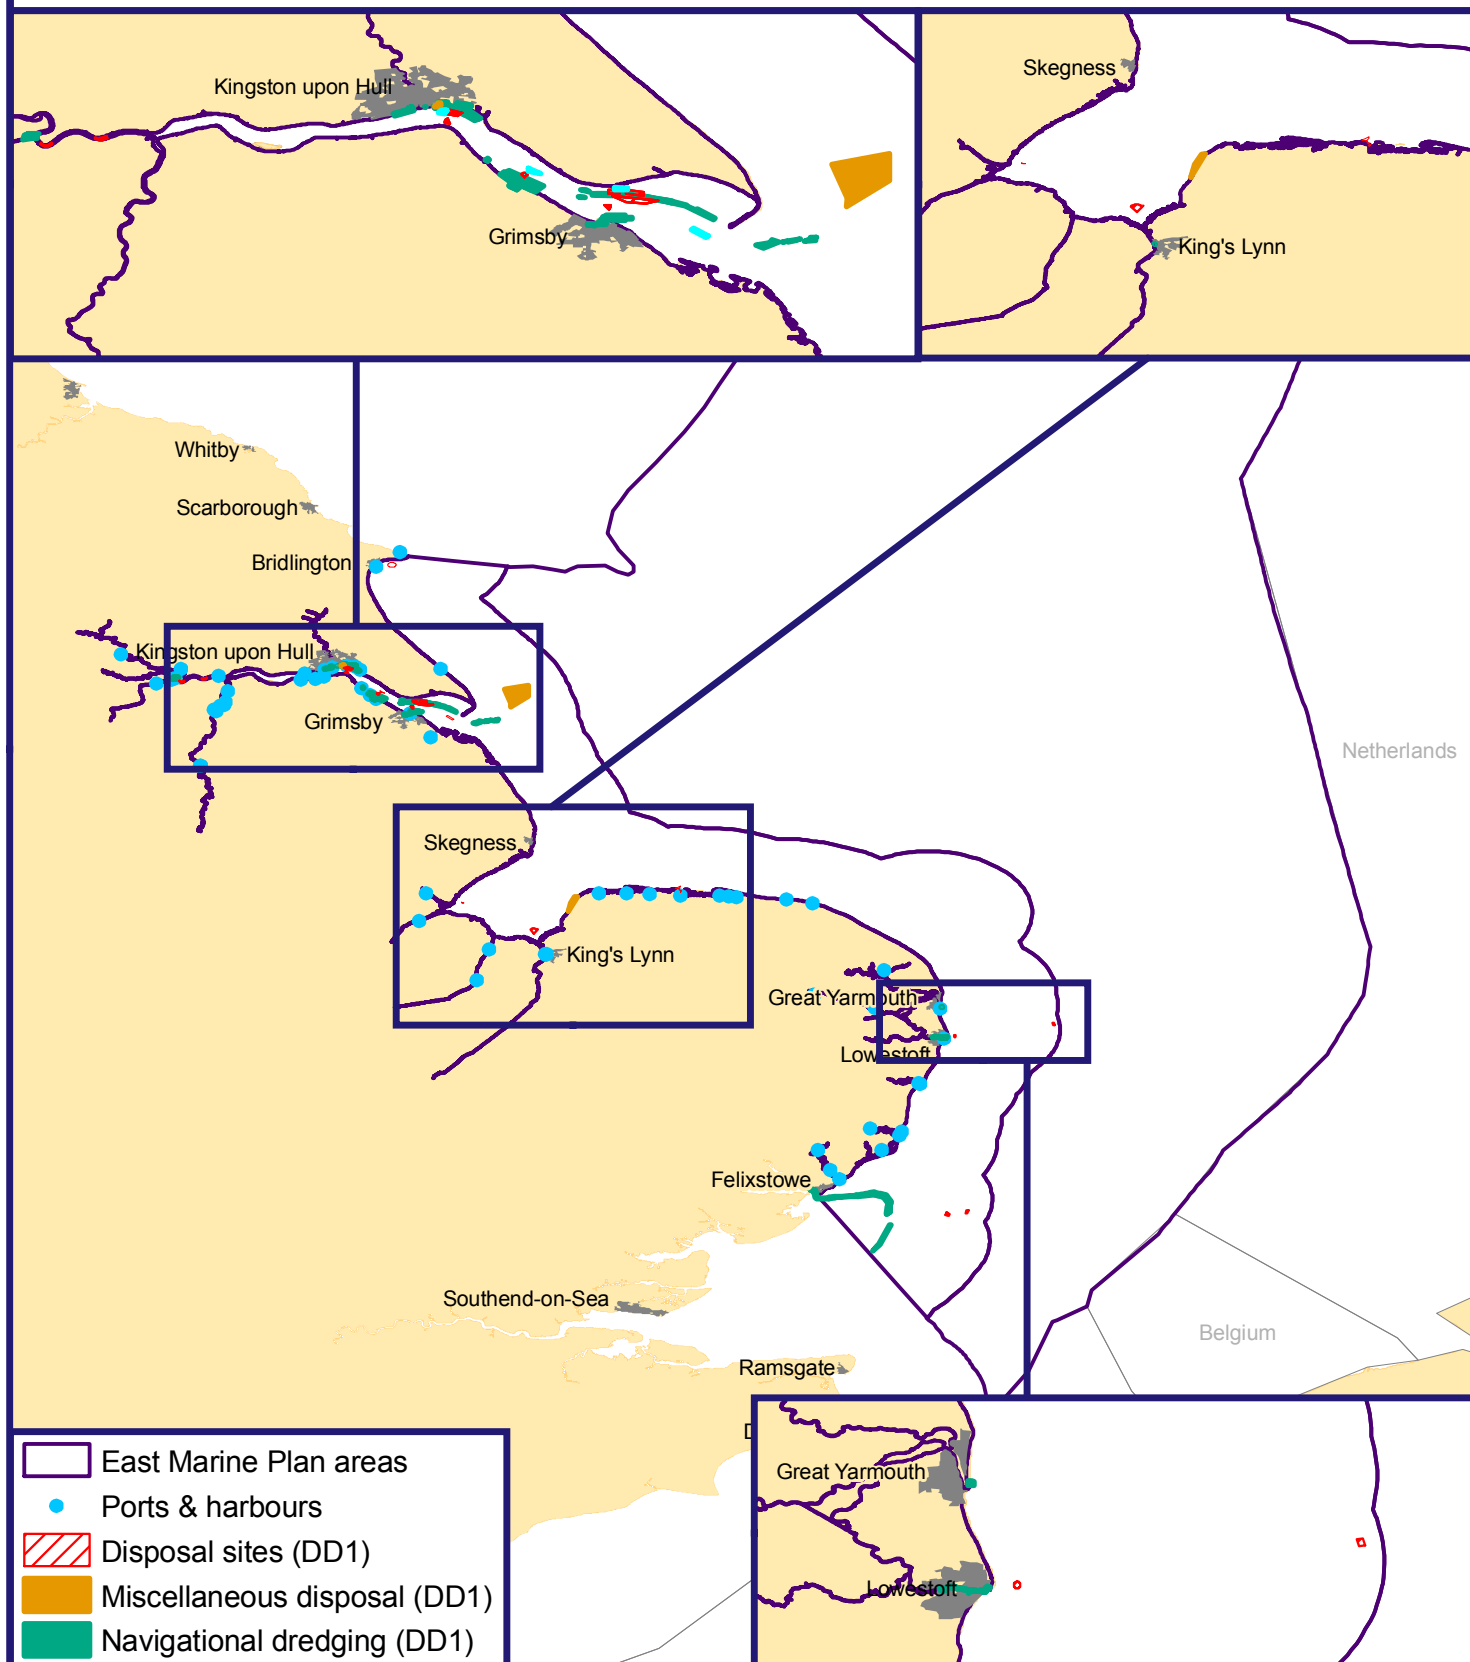 Kingston upon Hull
Grimsby
Skegness
King's Lynn
Whitby
Scarborough
Bridlington
Kingston upon Hull
Grimsby
Netherlands
Skegness
King's Lynn
Great Yarmouth
Lowestoft
Felixstowe
Southend-on-Sea
Belgium
Ramsgate
Great Yarmouth
Lowestoft
East Marine Plan areas
Ports & harbours
Disposal sites (DD1)
Miscellaneous disposal (DD1)
Navigational dredging (DD1)